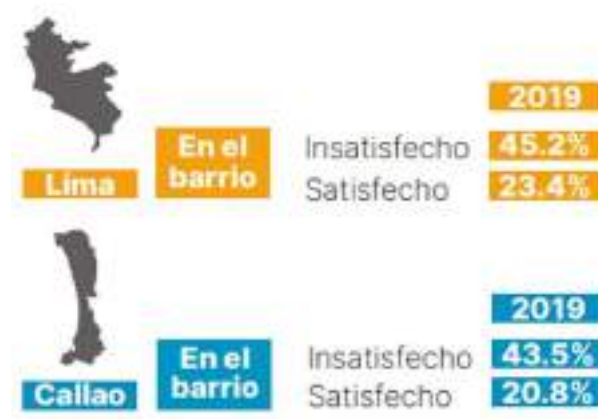 2019
En el
barrio
Lima
Insatisfecho 45.2%
Satisfecho 23.4%
2019
En el
barrio
Callao
Insatisfecho 43.5%
Satisfecho 20.8%